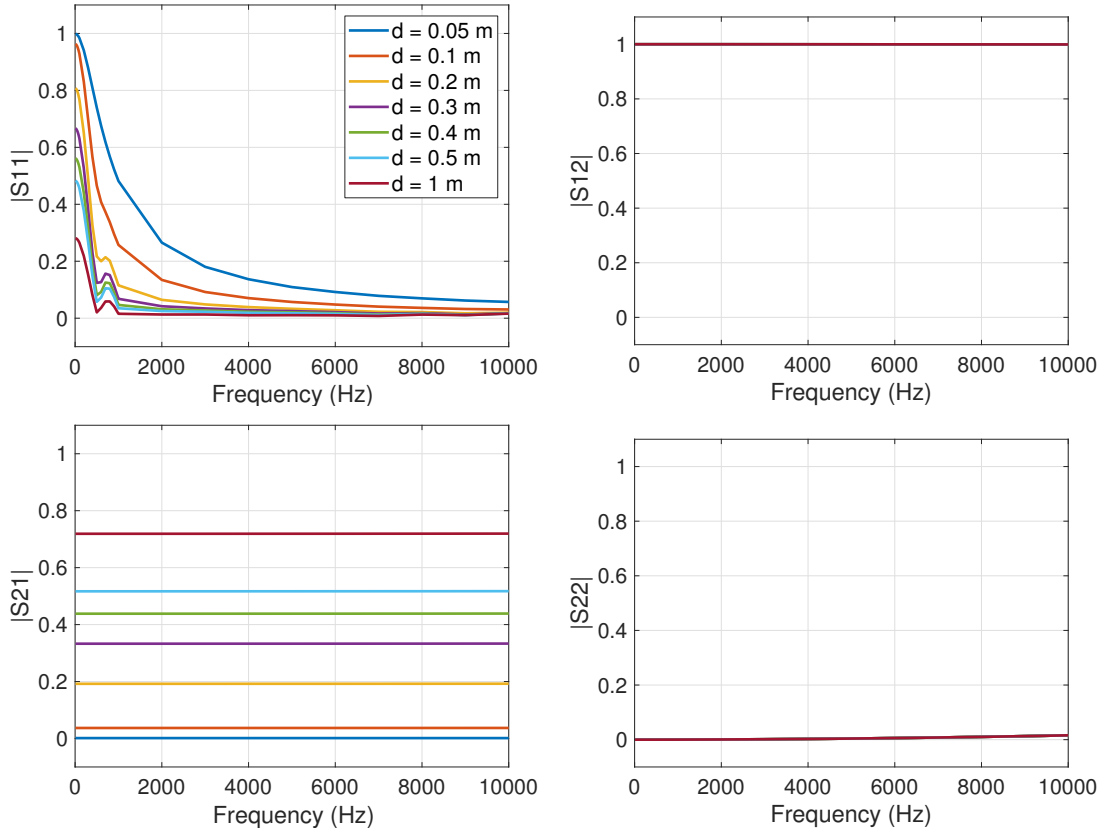 |S11|
1
0.8
0.6
0.4
0.2
0
0 2000 4000 6000 8000 10000
Frequency (Hz)
d = 0.05 m
d = 0.1 m
d = 0.2 m
d = 0.3 m
d = 0.4 m
d = 0.5 m
d = 1 m
|S12|
1
0.8
0.6
0.4
0.2
0
0 2000 4000 6000 8000 10000
Frequency (Hz)
|S21|
1
0.8
0.6
0.4
0.2
0
0 2000 4000 6000 8000 10000
Frequency (Hz)
|S22|
1
0.8
0.6
0.4
0.2
0
0 2000 4000 6000 8000 10000
Frequency (Hz)